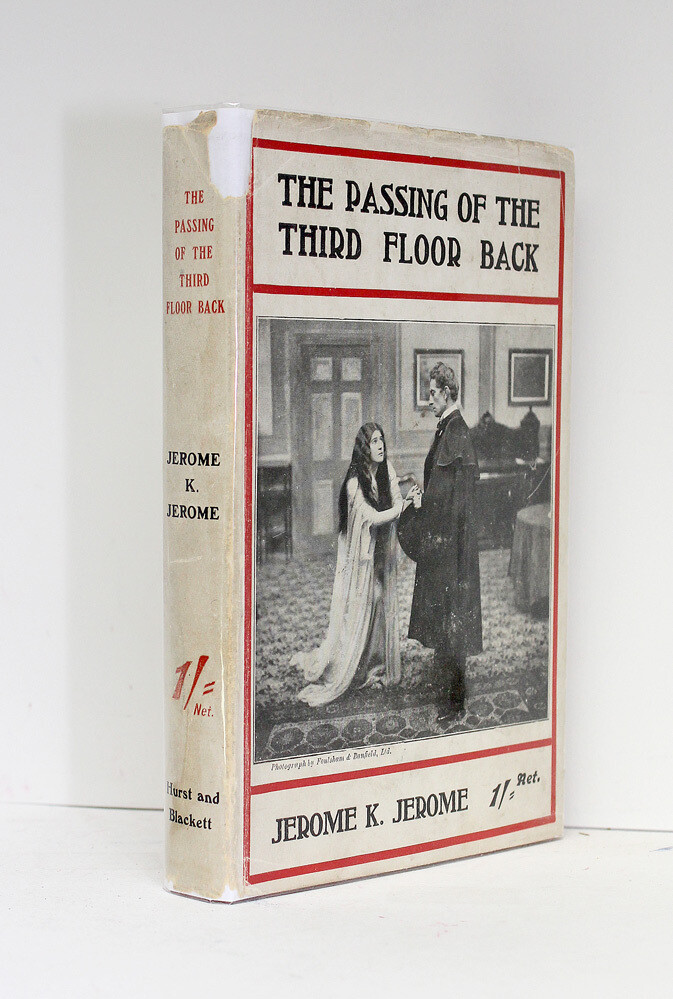 THE
PASSING
OF THE
THIRD
FLOOR BACK
JEROME
K.
JEROME
1/=
Net.
Hurst and
Blackett
THE PASSING OF THE
THIRD FLOOR BACK
Photograph by Foulsham & Banfield, Ltd.
JEROME K. JEROME 1/= Net.